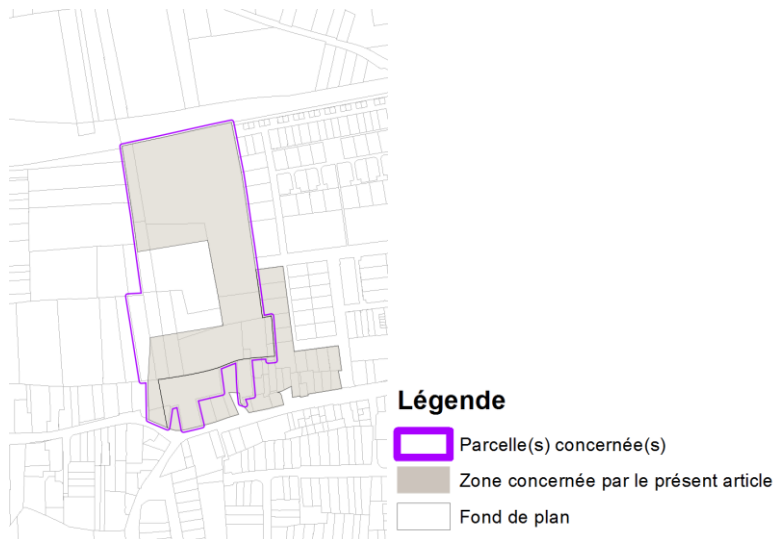 Légende
Parcelle(s) concernée(s)
Zone concernée par le présent article
Fond de plan